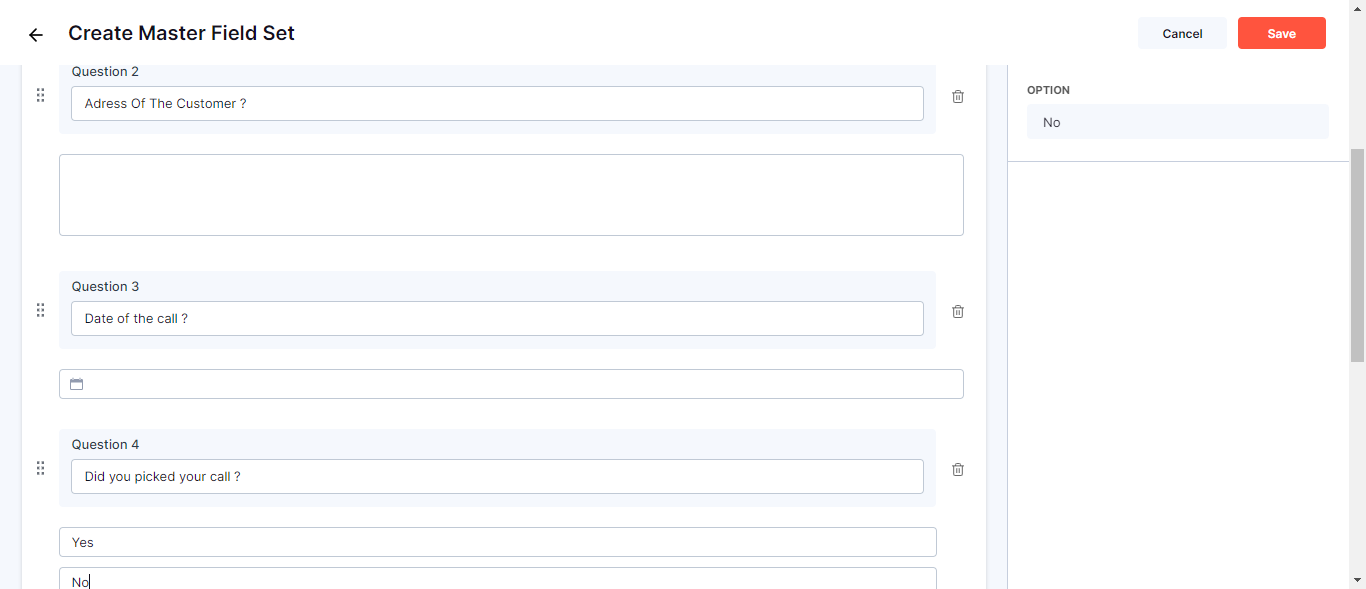 Create Master Field Set
Cancel
Save
Question 2
Adress Of The Customer ?
Question 3
Date of the call ?
Question 4
Did you picked your call ?
Yes
No
OPTION
No